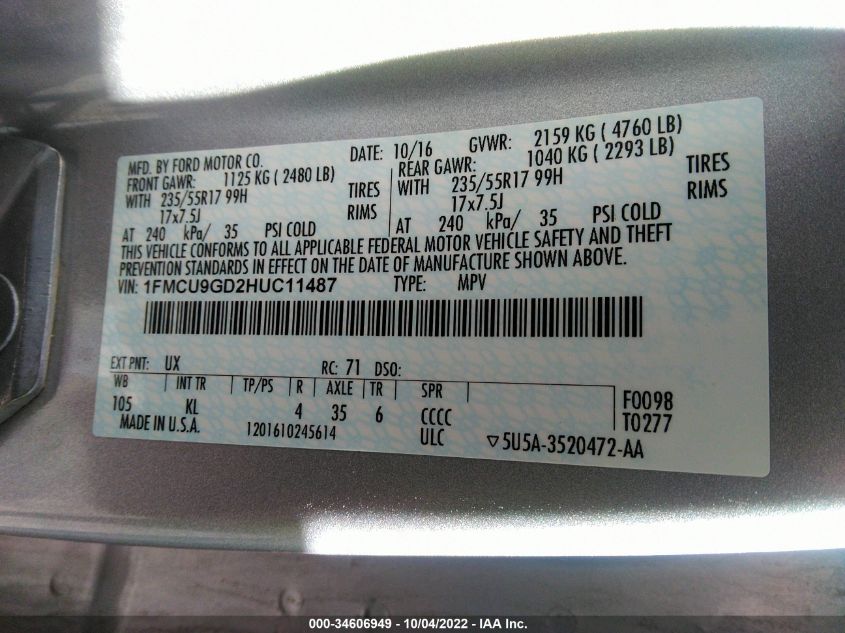 MFD. BY FORD MOTOR CO. DATE: 10/16 GVWR: 2159 KG ( 4760 LB)
FRONT GAWR: 1125 KG ( 2480 LB) REAR GAWR: 1040 KG ( 2293 LB)
WITH 235/55R17 99H TIRES WITH 235/55R17 99H TIRES
17x7.5J RIMS 17x7.5J RIMS
AT 240 kPa/ 35 PSI COLD AT 240 kPa/ 35 PSI COLD
THIS VEHICLE CONFORMS TO ALL APPLICABLE FEDERAL MOTOR VEHICLE SAFETY AND THEFT
PREVENTION STANDARDS IN EFFECT ON THE DATE OF MANUFACTURE SHOWN ABOVE.
VIN: 1FMCU9GD2HUC11487 TYPE: MPV
EXT PNT: UX RC: 71 DSO:
WB INT TR TP/PS R AXLE TR SPR F0098
105 KL 4 35 6 CCCC T0277
MADE IN U.S.A. 1201610245614 ULC ▽5U5A-3520472-AA
000-34606949 - 10/04/2022 - IAA Inc.